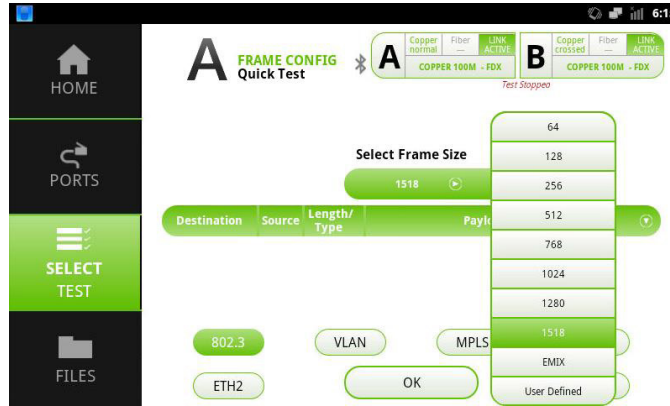 6:1
HOME
PORTS
SELECT
TEST
FILES
A
FRAME CONFIG
Quick Test
A
Copper
normal
Fiber
---
LINK
ACTIVE
COPPER 100M - FDX
B
Copper
crossed
Fiber
---
LINK
ACTIVE
COPPER 100M - FDX
Test Stopped
Select Frame Size
1518
Destination
Source
Length/
Type
Paylo
64
128
256
512
768
1024
1280
1518
EMIX
User Defined
802.3
VLAN
MPLS
ETH2
OK